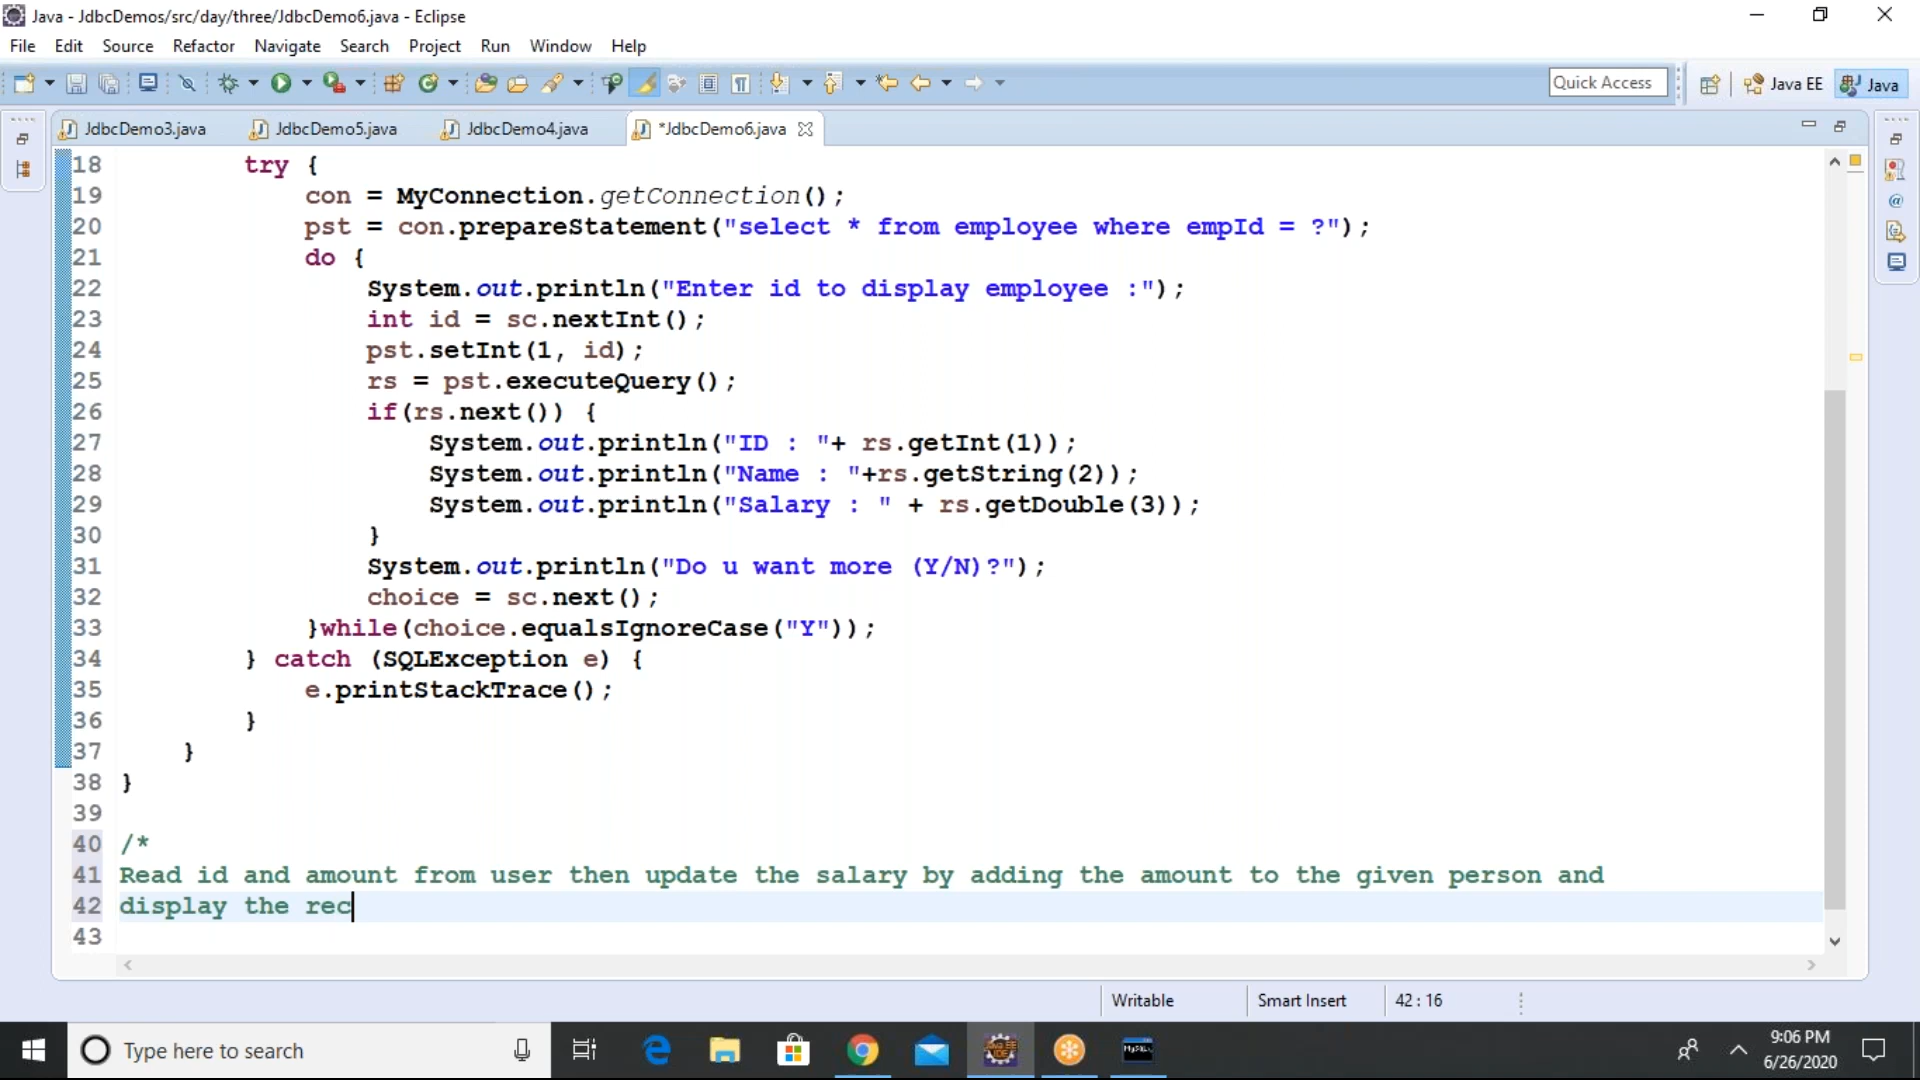 Java - JdbcDemos/src/day/three/JdbcDemo6.java - Eclipse
File Edit Source Refactor Navigate Search Project Run Window Help
Quick Access Java EE Java
JdbcDemo3.java JdbcDemo5.java JdbcDemo4.java *JdbcDemo6.java
18 try {
19 con = MyConnection.getConnection();
20 pst = con.prepareStatement("select * from employee where empId = ?");
21 do {
22 System.out.println("Enter id to display employee :");
23 int id = sc.nextInt();
24 pst.setInt(1, id);
25 rs = pst.executeQuery();
26 if(rs.next()) {
27 System.out.println("ID : "+ rs.getInt(1));
28 System.out.println("Name : "+rs.getString(2));
29 System.out.println("Salary : " + rs.getDouble(3));
30 }
31 System.out.println("Do u want more (Y/N)?");
32 choice = sc.next();
33 }while(choice.equalsIgnoreCase("Y"));
34 } catch (SQLException e) {
35 e.printStackTrace();
36 }
37 }
38 }
39
40 /*
41 Read id and amount from user then update the salary by adding the amount to the given person and
42 display the rec
43
Writable Smart Insert 42 : 16
Type here to search
9:06 PM
6/26/2020